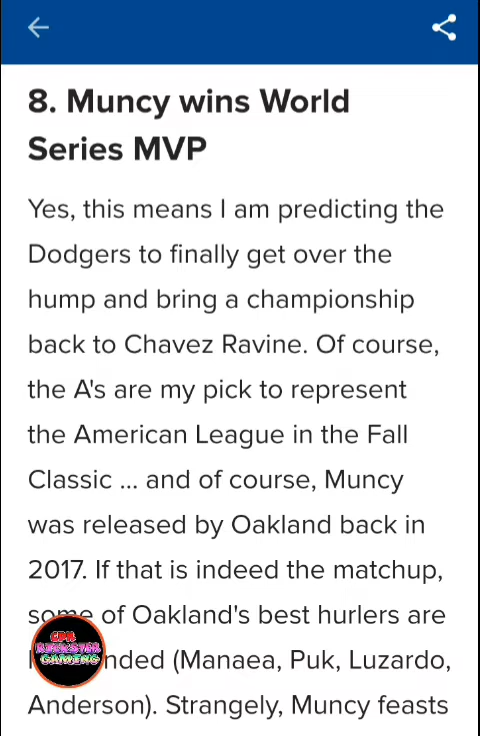 8. Muncy wins World
Series MVP
Yes, this means I am predicting the
Dodgers to finally get over the
hump and bring a championship
back to Chavez Ravine. Of course,
the A's are my pick to represent
the American League in the Fall
Classic ... and of course, Muncy
was released by Oakland back in
2017. If that is indeed the matchup,
some of Oakland's best hurlers are
nded (Manaea, Puk, Luzardo,
Anderson). Strangely, Muncy feasts
GAMING